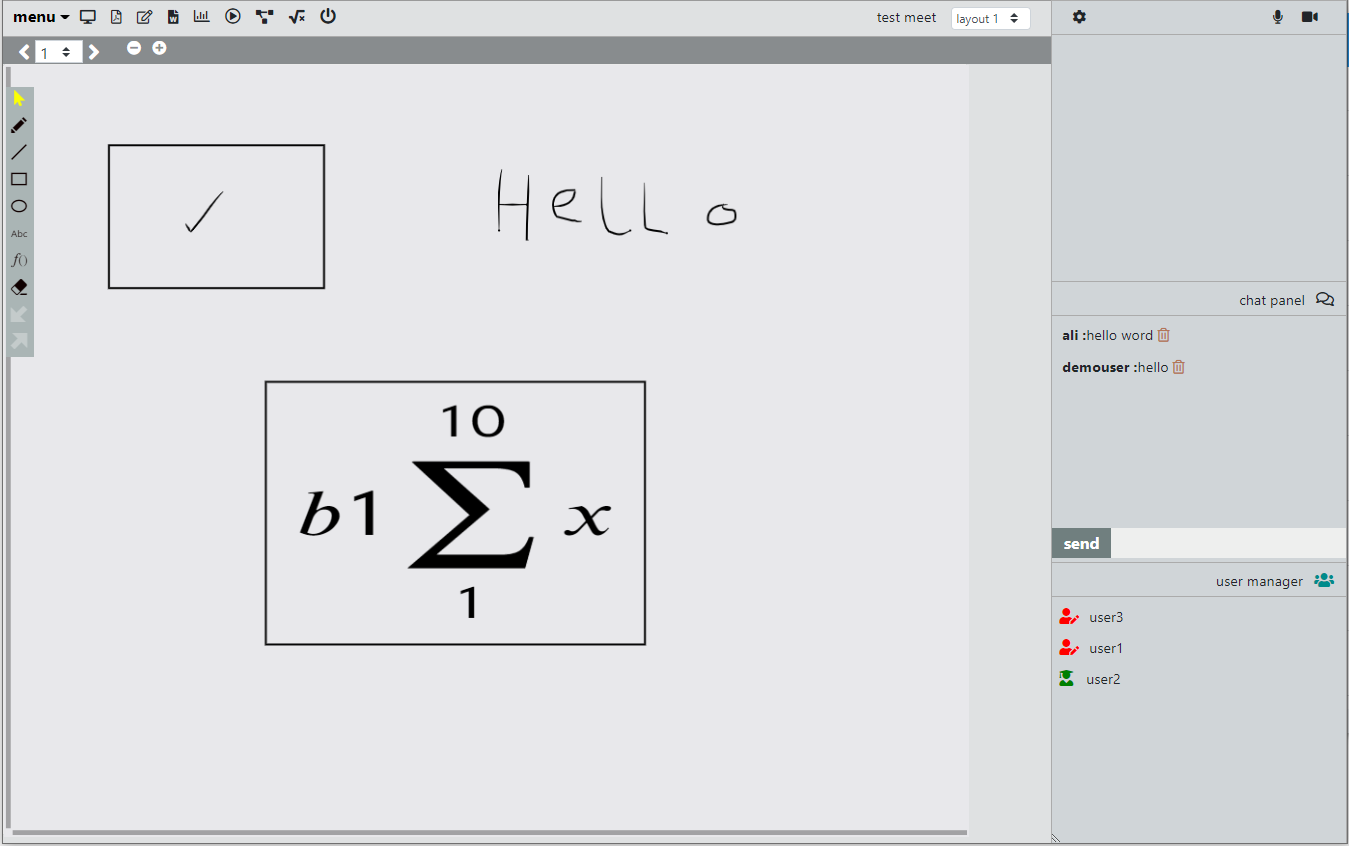 menu
test meet
layout 1
1
Abc
f()
Hello
10
b1 ∑ x
1
chat panel
ali :hello word
demouser :hello
send
user manager
user3
user1
user2